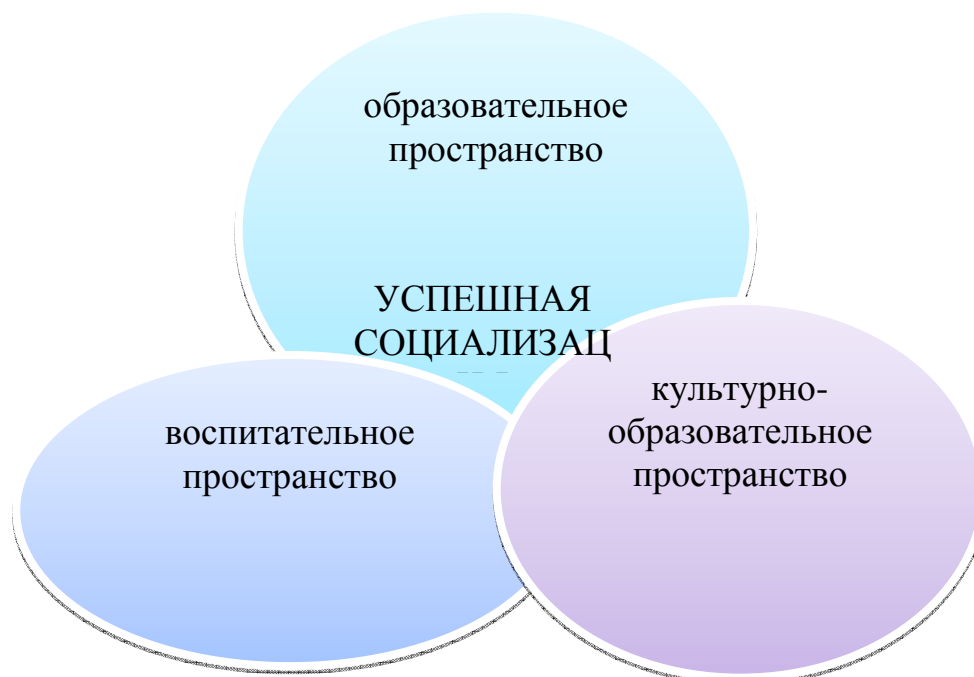 образовательное
пространство
УСПЕШНАЯ
СОЦИАЛИЗАЦ
воспитательное
пространство
культурно-
образовательное
пространство